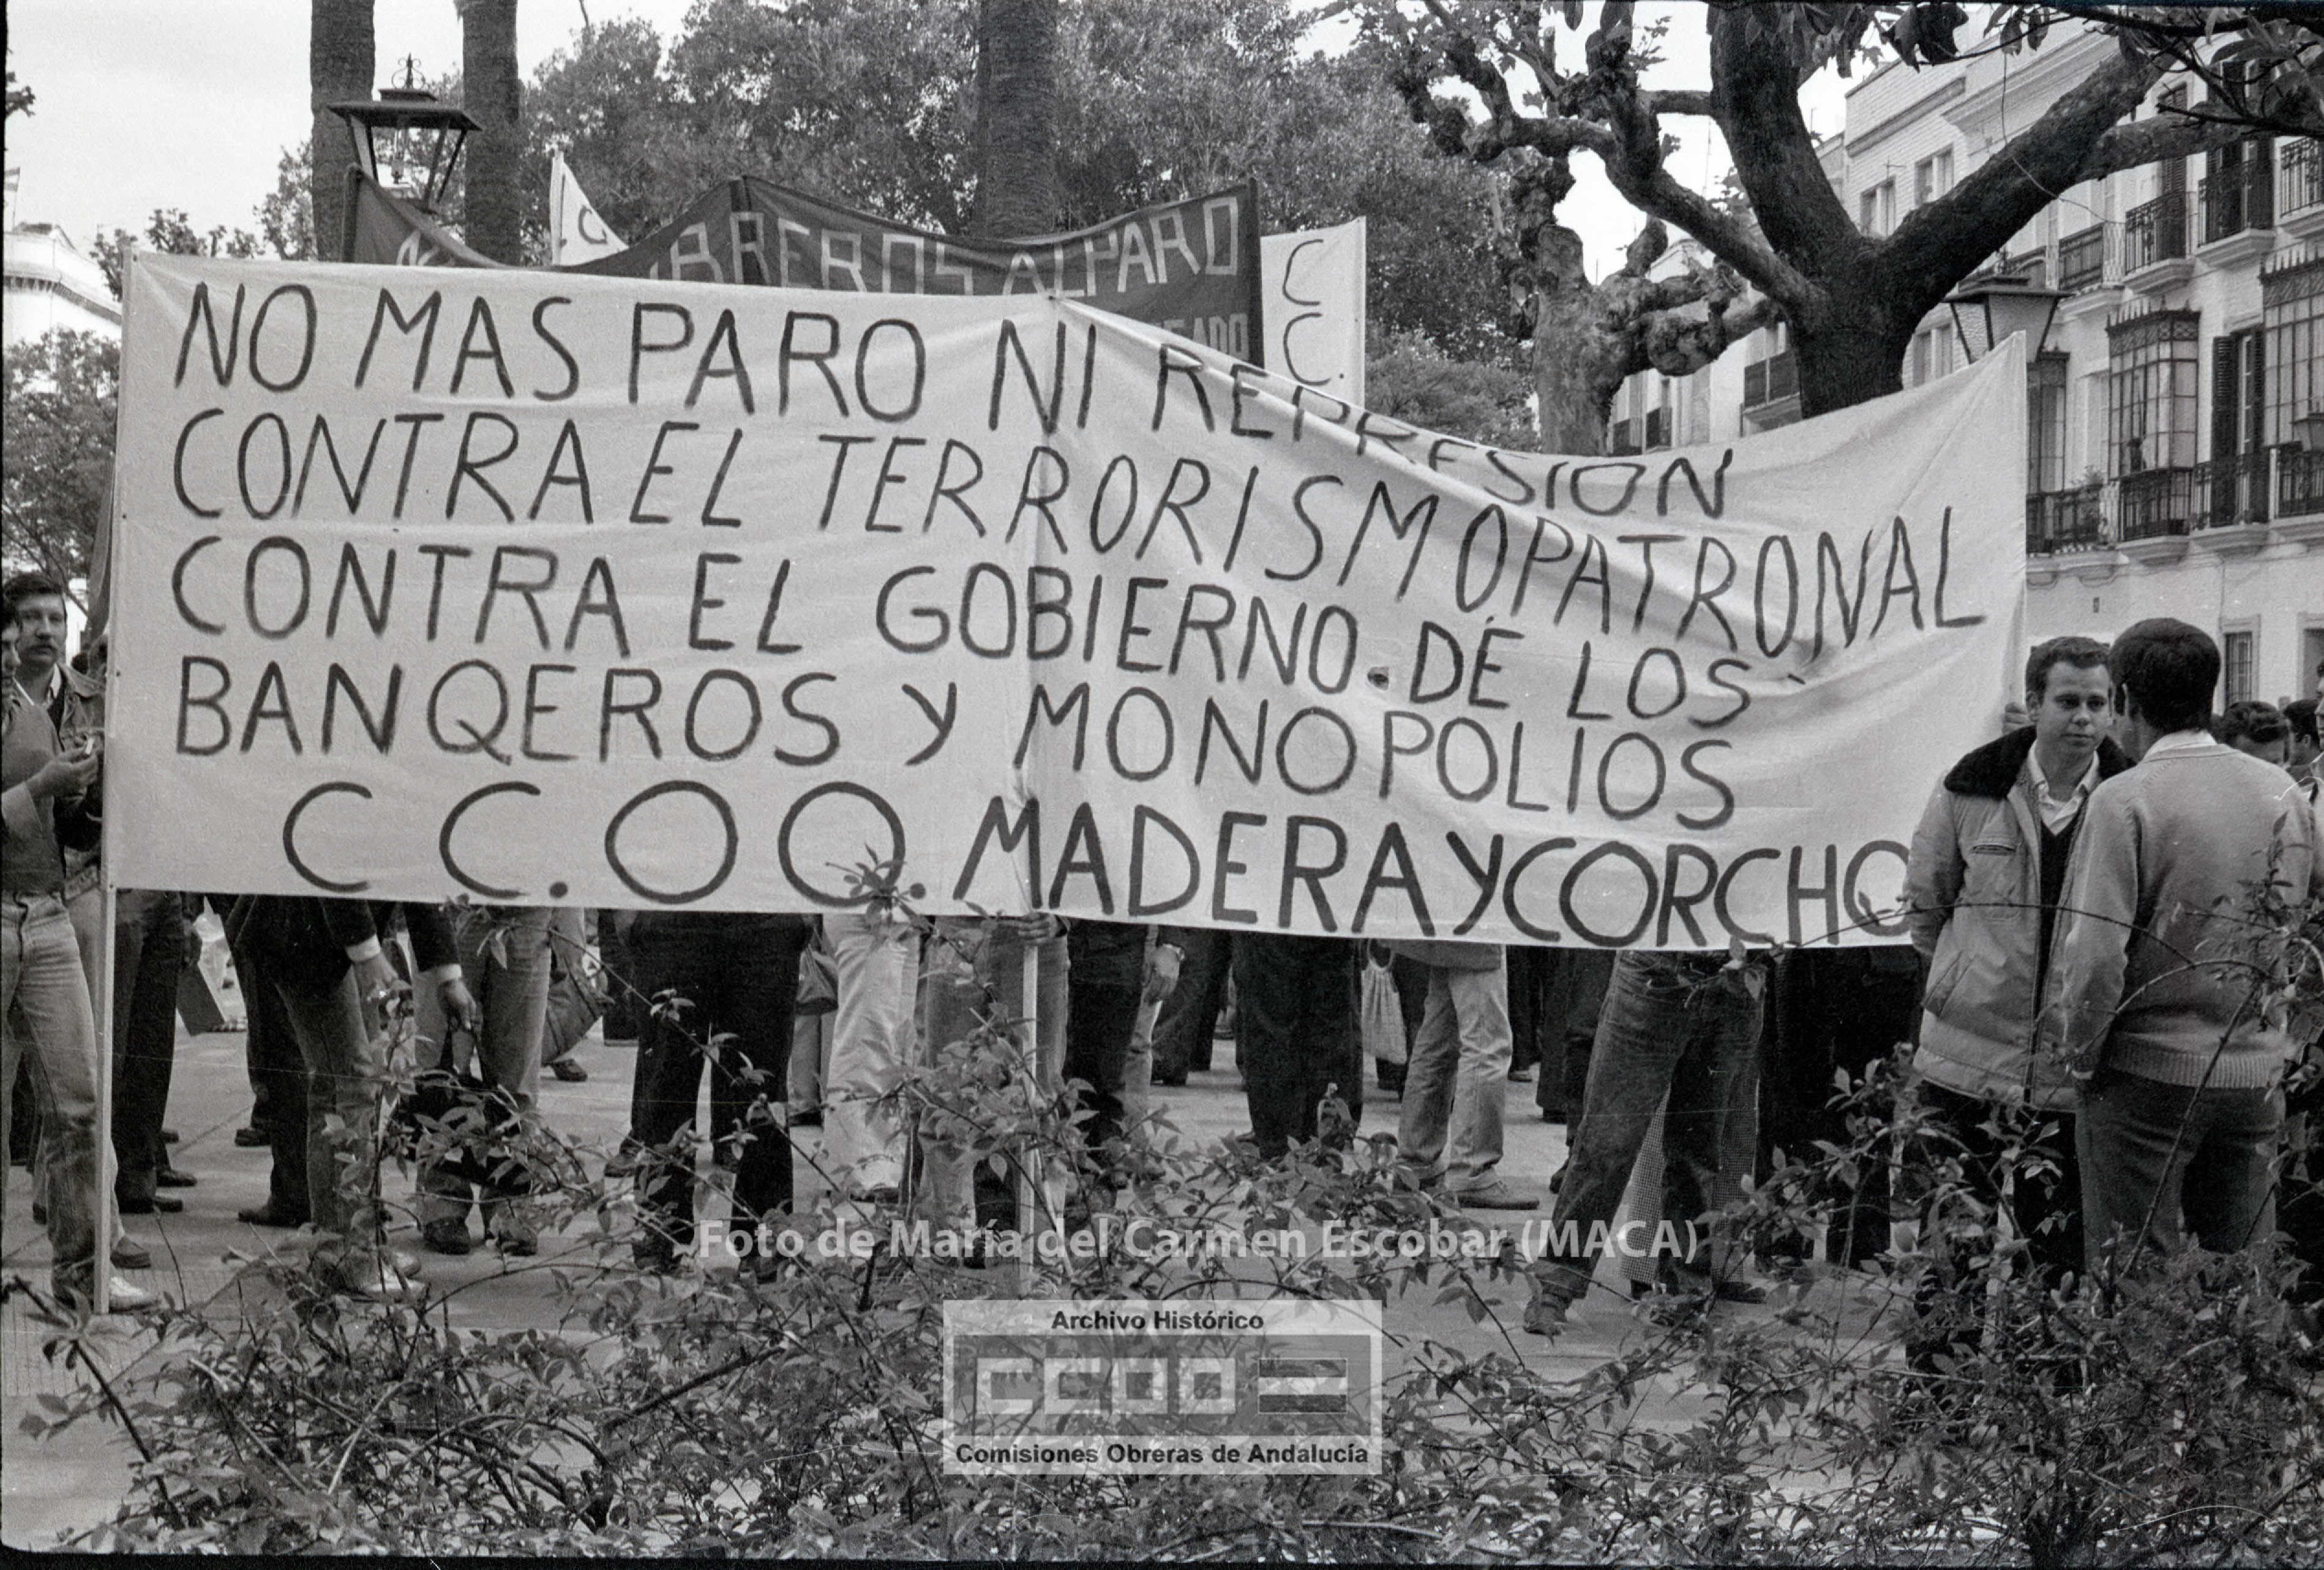 BREROS AL PARO
C
C.
NO MAS PARO NI REPRESION
CONTRA EL TERRORISMO PATRONAL
CONTRA EL GOBIERNO DE LOS
BANQEROS Y MONOPOLIOS
C C. O O. MADERA Y CORCHO
Foto de María del Carmen Escobar (MACA)
Archivo Histórico
CCOO
Comisiones Obreras de Andalucía